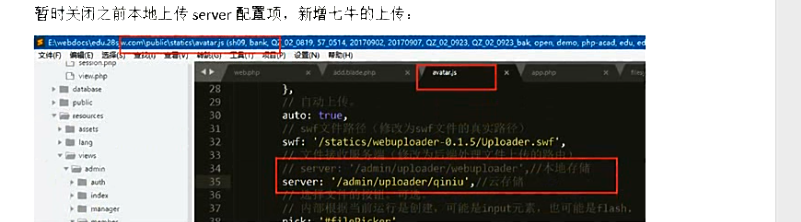 暂时关闭之前本地上传 server 配置项，新增七牛的上传：
E:\webdocs\edu.28sw.com\public\statics\avatar.js (sh09, bank, QZ_02_0819, 57_0514, 20170902, 20170907, QZ_02_0923, QZ_02_0923_bak, open, demo, php-acad, edu, ed
文件(F) 编辑(E) 选择(S) 查找(I) 查看(V) 转到(G) 工具(T) 项目(P) 设置(N) 帮助(H)
session.php
view.php
database
public
resources
assets
lang
views
admin
auth
index
manager
member
web.php
avatar.js
app.php
28 },
29 // 自动上传。
30 auto: true,
31 // swf文件路径（修改为swf文件的真实路径）
32 swf: '/statics/webuploader-0.1.5/Uploader.swf',
33 // 文件接收服务端（修改为后端处理文件上传的路由）
34 // server: '/admin/uploader/webuploader',//本地存储
35 server: '/admin/uploader/qiniu',//云存储
36 // 选择文件的按钮。可选。
37 // 内部根据当前运行是创建，可能是input元素，也可能是flash.
38 pick: '#filePicker'